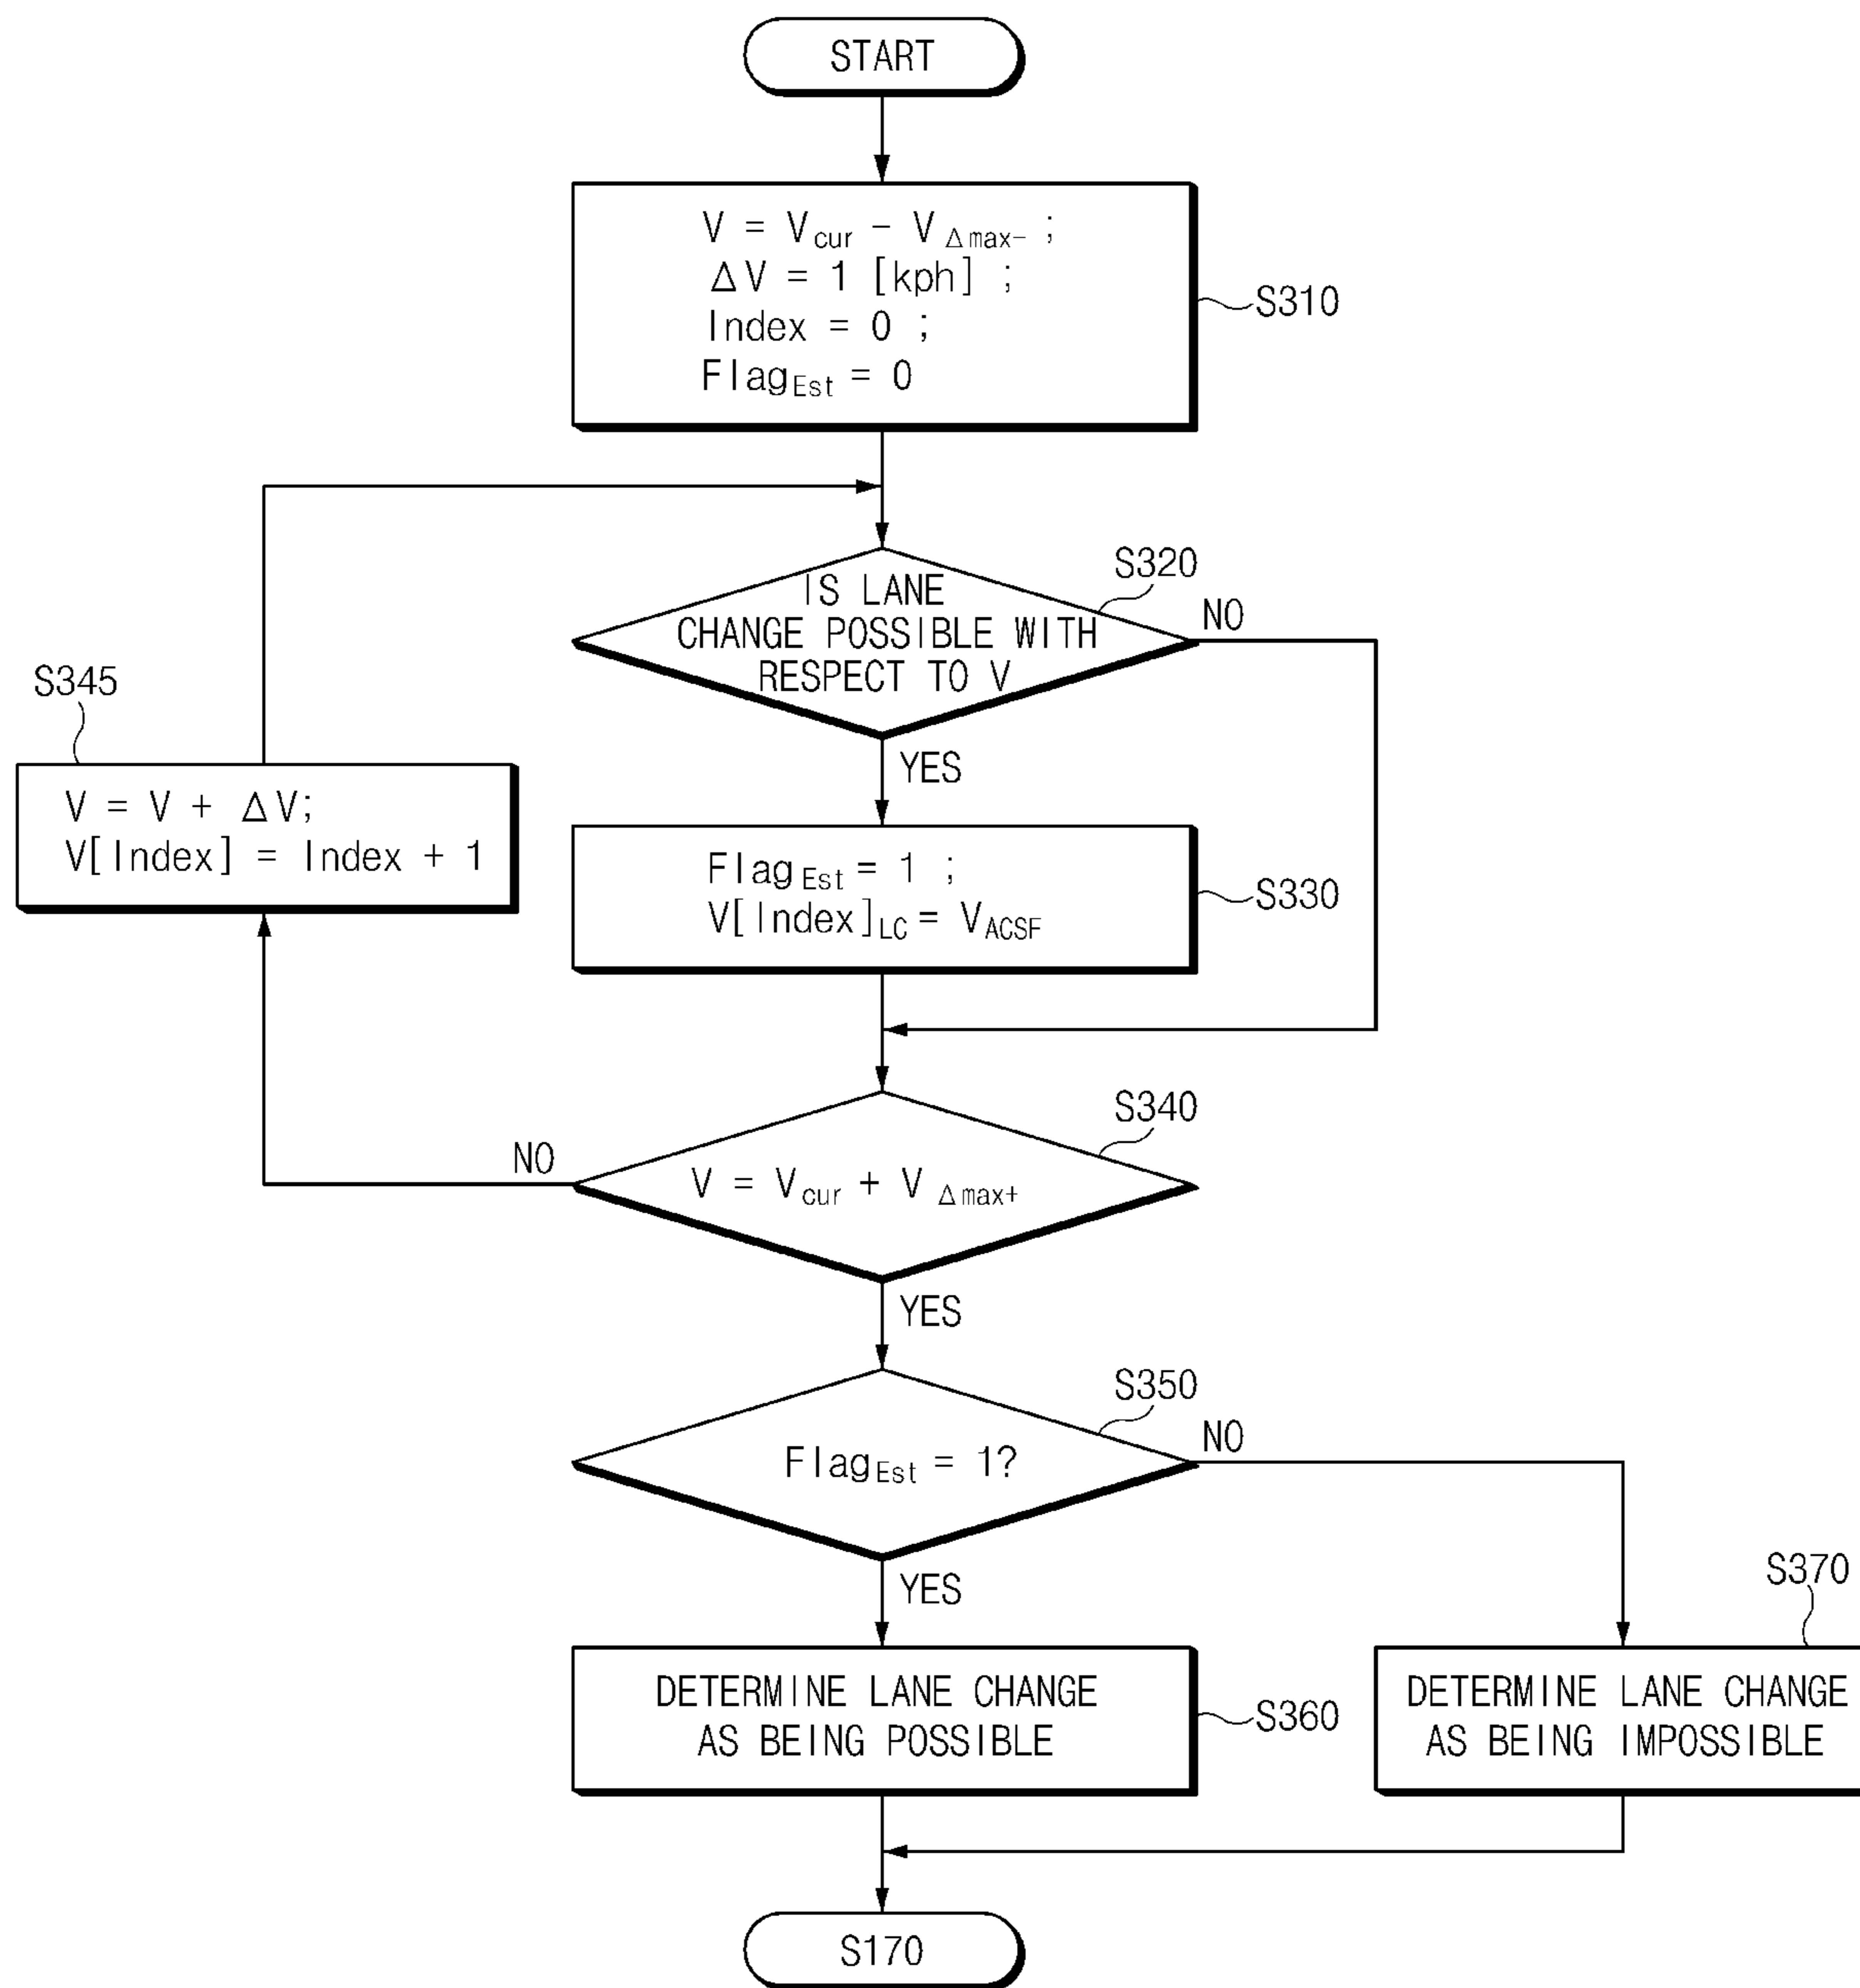 START
V = Vcur - VΔmax- ;
ΔV = 1 [kph] ;
Index = 0 ;
FlagEst = 0
S310
IS LANE
CHANGE POSSIBLE WITH
RESPECT TO V
S320
NO
YES
S345
V = V + ΔV;
V[Index] = Index + 1
FlagEst = 1 ;
V[Index]LC = VACSF
S330
S340
NO
V = Vcur + VΔmax+
YES
S350
FlagEst = 1?
NO
YES
S370
DETERMINE LANE CHANGE
AS BEING POSSIBLE
S360
DETERMINE LANE CHANGE
AS BEING IMPOSSIBLE
S170